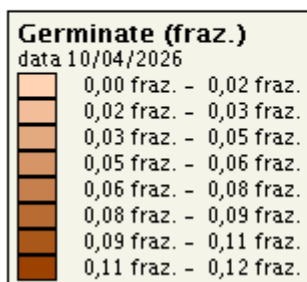 Germinate (fraz.)
data 10/04/2026
0,00 fraz. - 0,02 fraz.
0,02 fraz. - 0,03 fraz.
0,03 fraz. - 0,05 fraz.
0,05 fraz. - 0,06 fraz.
0,06 fraz. - 0,08 fraz.
0,08 fraz. - 0,09 fraz.
0,09 fraz. - 0,11 fraz.
0,11 fraz. - 0,12 fraz.